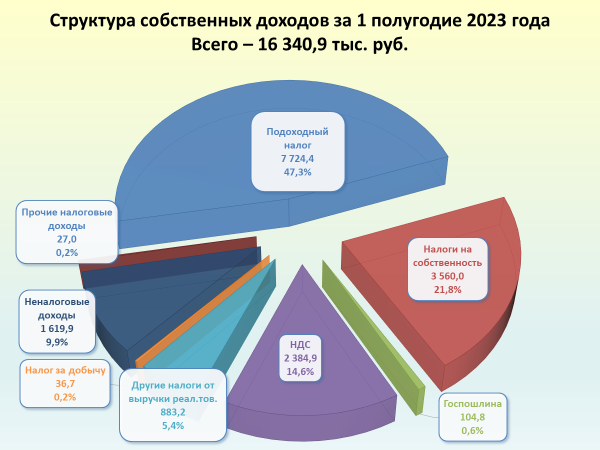 Структура собственных доходов за 1 полугодие 2023 года
Всего – 16 340,9 тыс. руб.
Подоходный
налог
7 724,4
47,3%
Налоги на
собственность
3 560,0
21,8%
Госпошлина
104,8
0,6%
НДС
2 384,9
14,6%
Другие налоги от
выручки реал.тов.
883,2
5,4%
Налог за добычу
36,7
0,2%
Неналоговые
доходы
1 619,9
9,9%
Прочие налоговые
доходы
27,0
0,2%